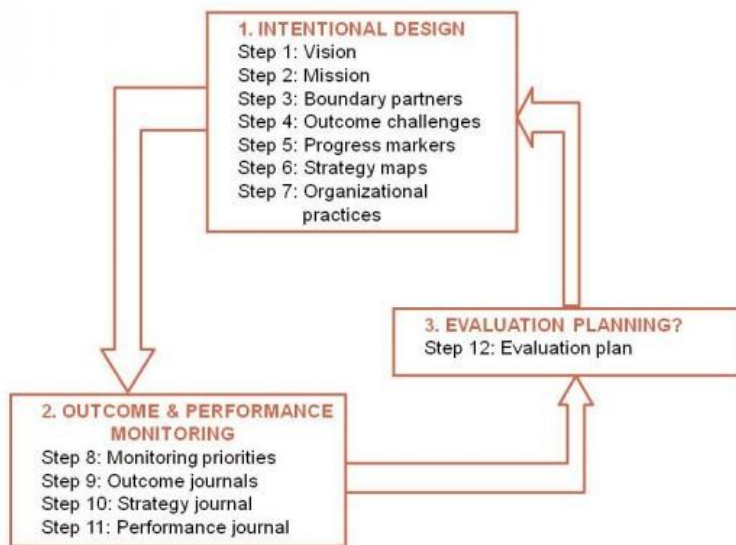 1. INTENTIONAL DESIGN
Step 1: Vision
Step 2: Mission
Step 3: Boundary partners
Step 4: Outcome challenges
Step 5: Progress markers
Step 6: Strategy maps
Step 7: Organizational
practices
3. EVALUATION PLANNING?
Step 12: Evaluation plan
2. OUTCOME & PERFORMANCE
MONITORING
Step 8: Monitoring priorities
Step 9: Outcome journals
Step 10: Strategy journal
Step 11: Performance journal